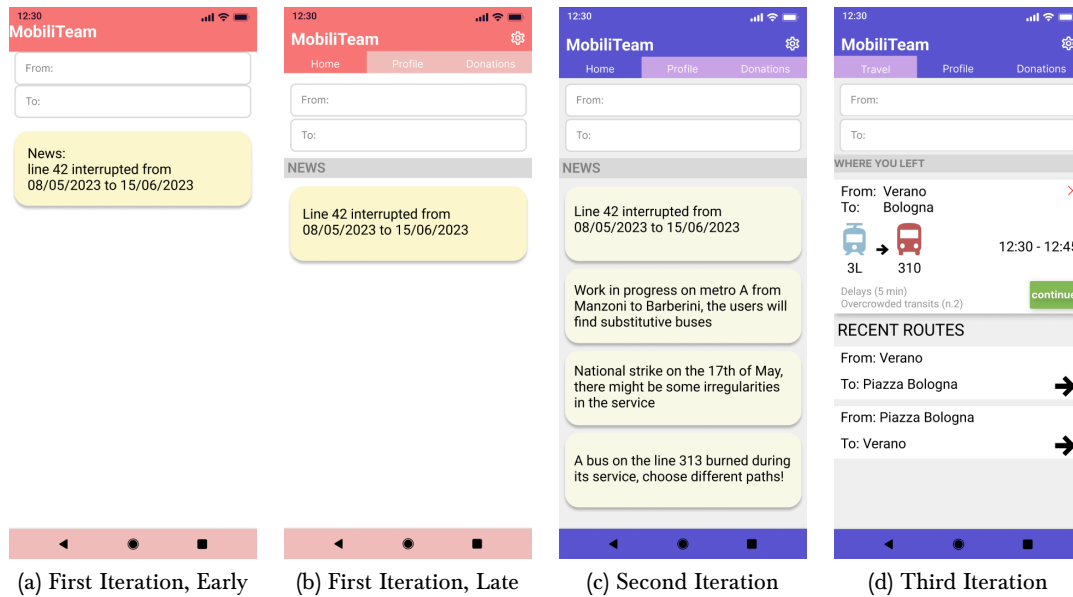 12:30
MobiliTeam
From:
To:
News:
line 42 interrupted from
08/05/2023 to 15/06/2023
(a) First Iteration, Early
12:30
MobiliTeam
Home Profile Donations
From:
To:
NEWS
Line 42 interrupted from
08/05/2023 to 15/06/2023
(b) First Iteration, Late
12:30
MobiliTeam
Home Profile Donations
From:
To:
NEWS
Line 42 interrupted from
08/05/2023 to 15/06/2023
Work in progress on metro A from
Manzoni to Barberini, the users will
find substitutive buses
National strike on the 17th of May,
there might be some irregularities
in the service
A bus on the line 313 burned during
its service, choose different paths!
(c) Second Iteration
12:30
MobiliTeam
Travel Profile Donations
From:
To:
WHERE YOU LEFT
From: Verano
To: Bologna
12:30 - 12:45
3L 310
Delays (5 min)
Overcrowded transits (n.2)
continue
RECENT ROUTES
From: Verano
To: Piazza Bologna
From: Piazza Bologna
To: Verano
(d) Third Iteration